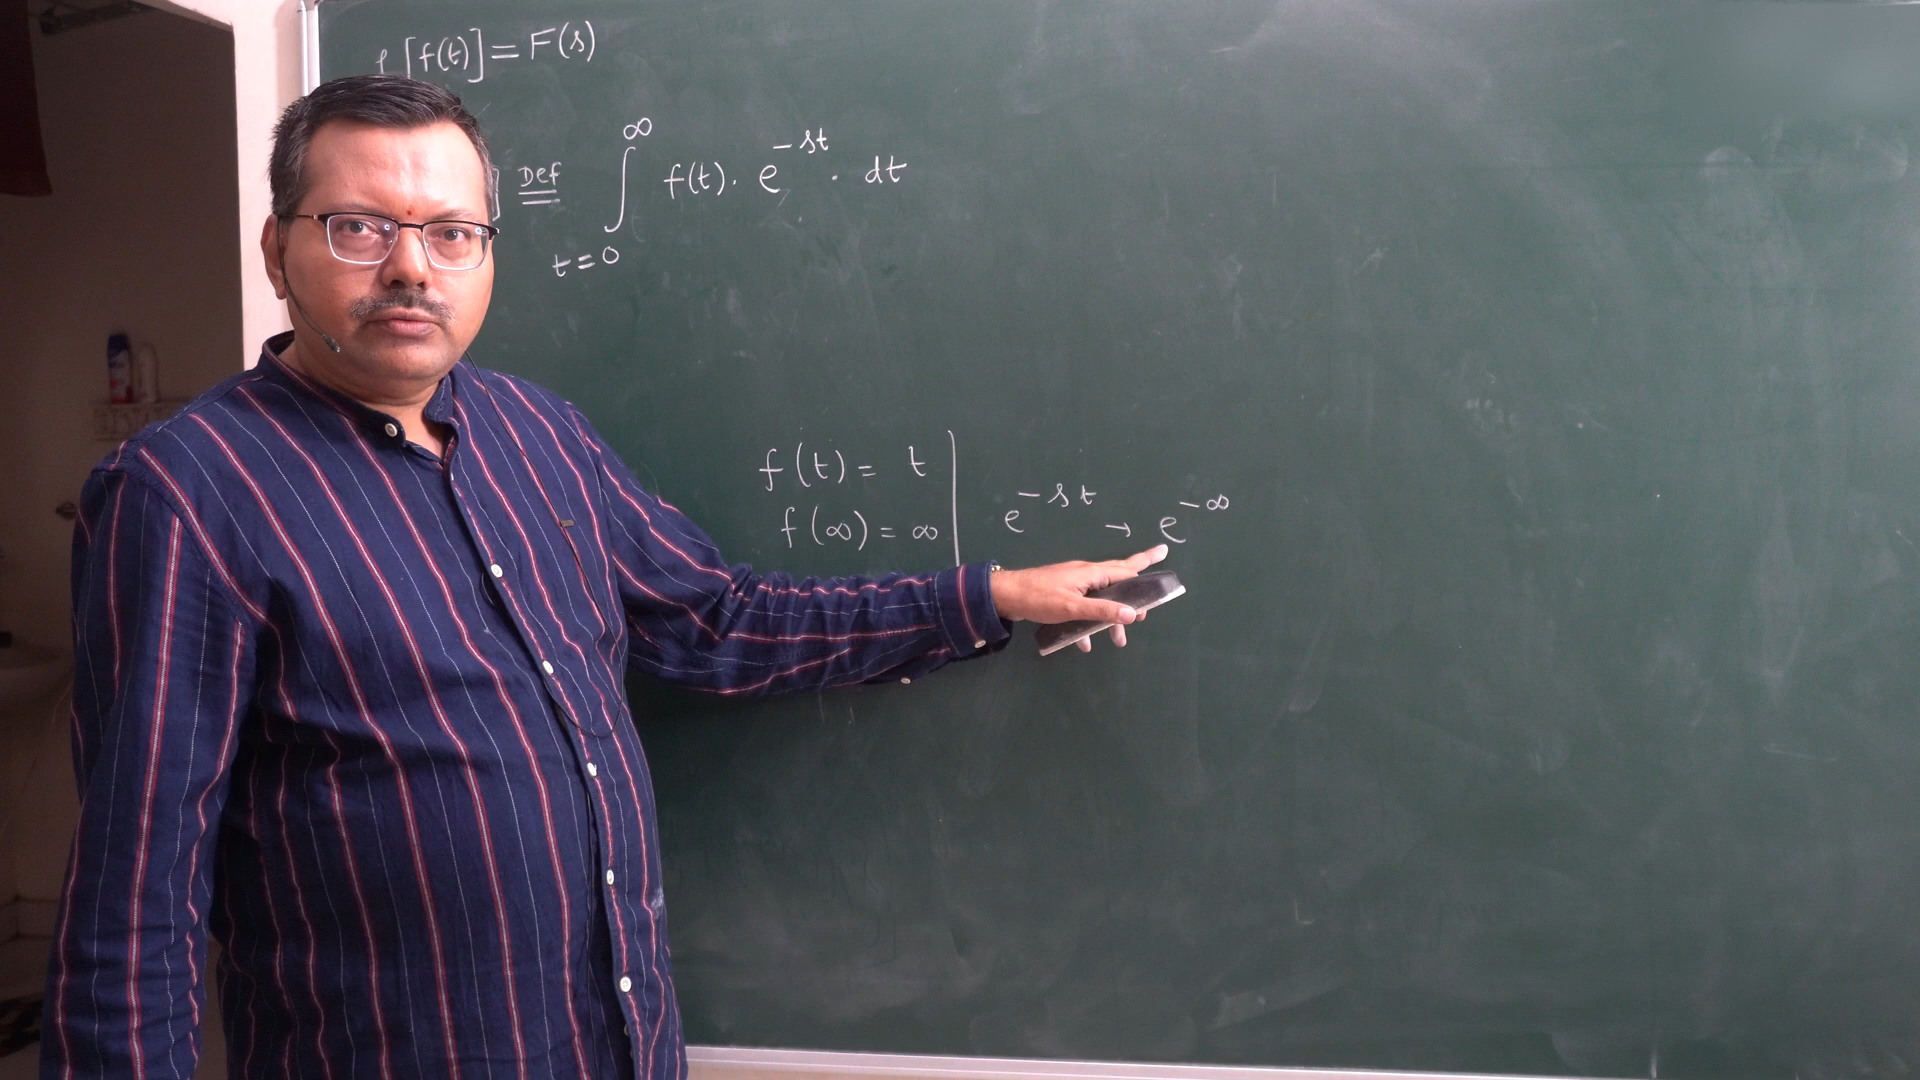 [f(t)] = F(s)
] Def ∫ f(t). e^{-st} . dt
∞
t = 0
f(t) = t
f(∞) = ∞
e^{-st} → e^{-∞}